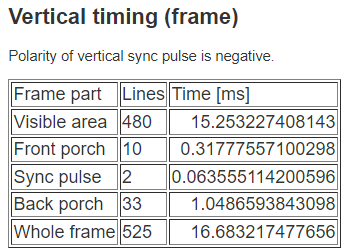 Vertical timing (frame)
Polarity of vertical sync pulse is negative.
Frame part Lines Time [ms]
Visible area 480 15.253227408143
Front porch 10 0.31777557100298
Sync pulse 2 0.063555114200596
Back porch 33 1.0486593843098
Whole frame 525 16.683217477656